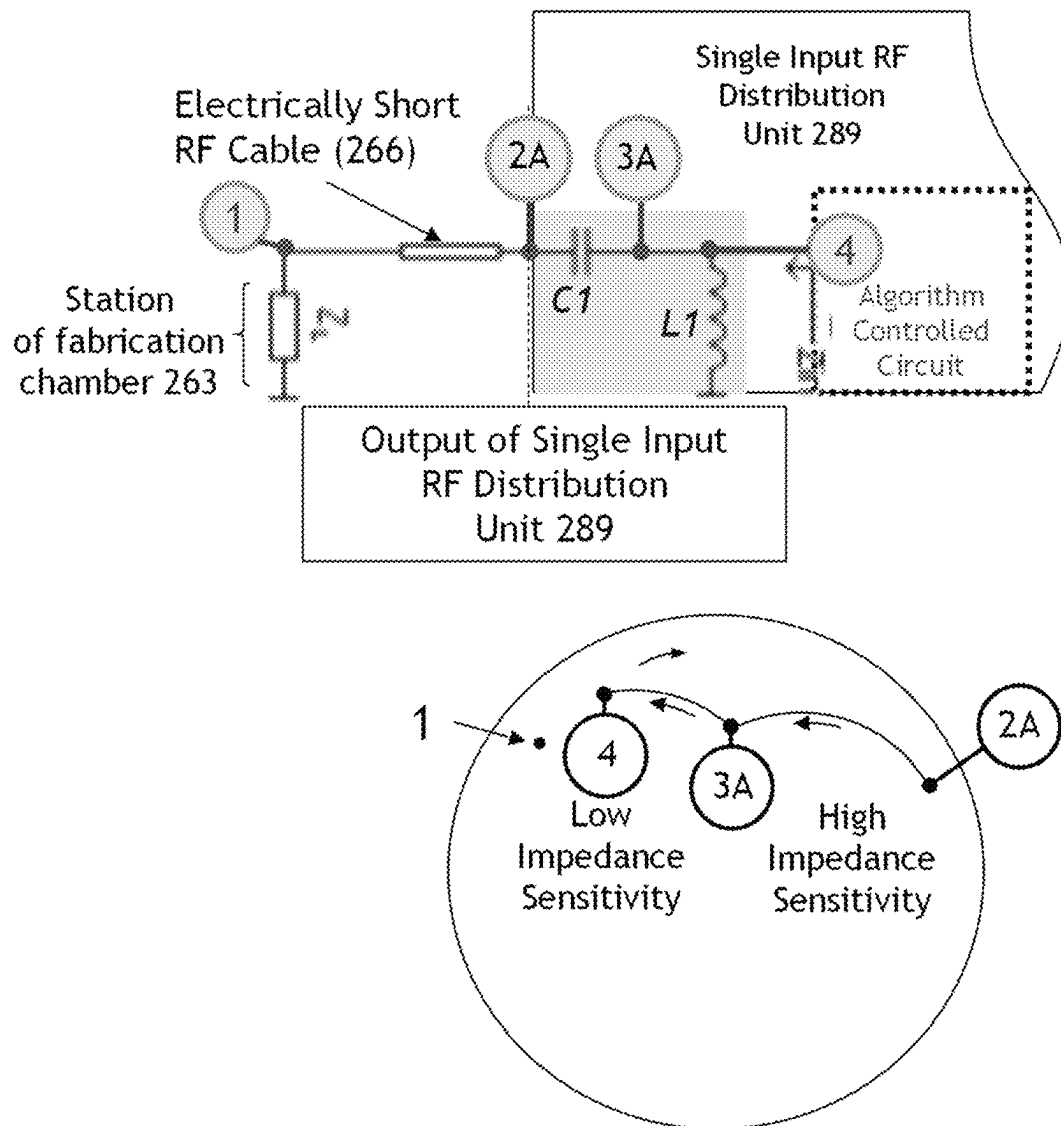 Single Input RF
Distribution
Unit 289
Electrically Short
RF Cable (266)
2A
3A
1
4
C1
L1
Station
of fabrication
chamber 263
Algorithm
Controlled
Circuit
Output of Single Input
RF Distribution
Unit 289
1
4
3A
2A
Low
Impedance
Sensitivity
High
Impedance
Sensitivity